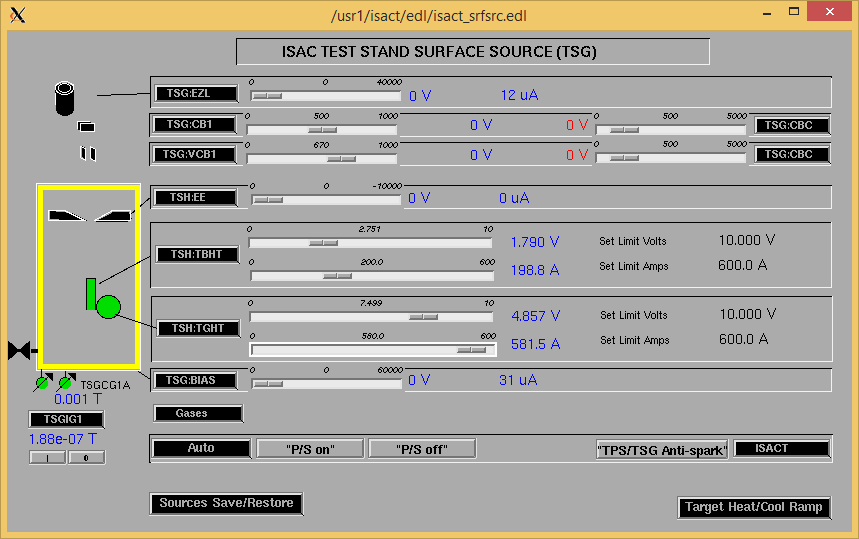 /usr1/isact/edl/isact_srfsrc.edl
ISAC TEST STAND SURFACE SOURCE (TSG)
TSG:EZL 0 0 40000 0 V 12 uA
TSG:CB1 0 500 1000 0 V 0 V 0 500 5000 TSG:CBC
TSG:VCB1 0 670 1000 0 V 0 V 0 500 5000 TSG:CBC
TSH:EE 0 0 -10000 0 V 0 uA
TSH:TBHT
0 2.751 10 1.790 V Set Limit Volts 10.000 V
0 200.0 600 198.8 A Set Limit Amps 600.0 A
TSH:TGHT
0 7.499 10 4.857 V Set Limit Volts 10.000 V
0 580.0 600 581.5 A Set Limit Amps 600.0 A
TSG:BIAS 0 0 60000 0 V 31 uA
TSGCG1A
0.001 T
TSGIG1
1.88e-07 T
I 0
Gases
Auto "P/S on" "P/S off" "TPS/TSG Anti-spark" ISACT
Sources Save/Restore
Target Heat/Cool Ramp